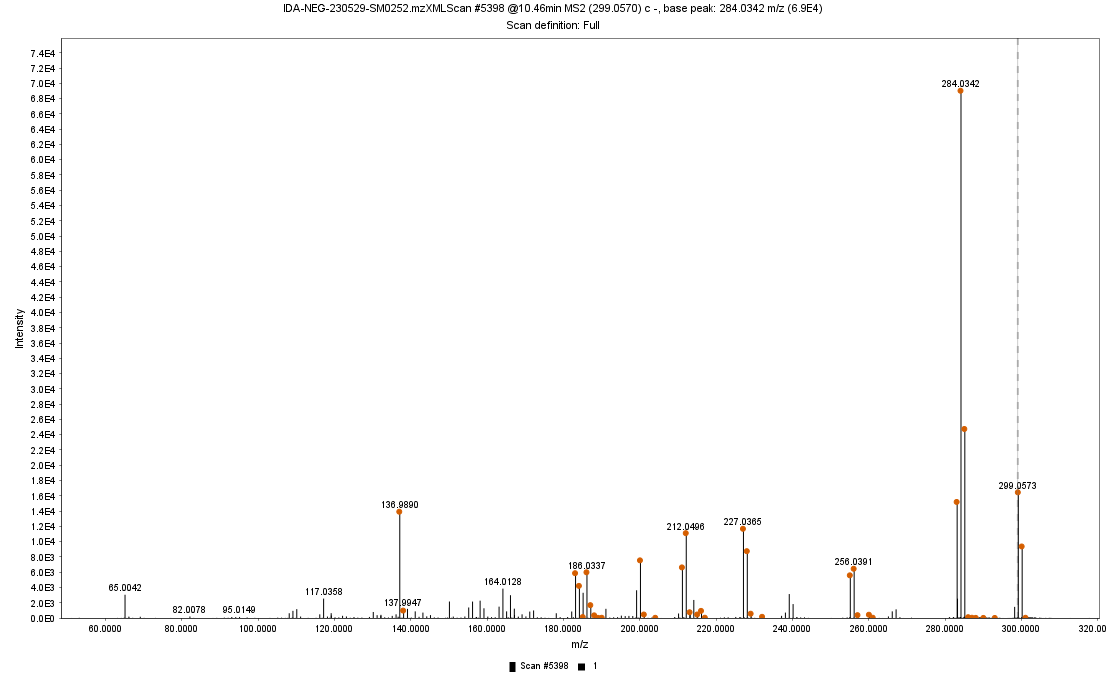 IDA-NEG-230529-SM0252.mzXMLScan #5398 @10.46min MS2 (299.0570) c -, base peak: 284.0342 m/z (6.9E4)
Scan definition: Full
7.4E4
7.2E4
7.0E4
6.8E4
6.6E4
6.4E4
6.2E4
6.0E4
5.8E4
5.6E4
5.4E4
5.2E4
5.0E4
4.8E4
4.6E4
4.4E4
4.2E4
4.0E4
3.8E4
3.6E4
3.4E4
3.2E4
3.0E4
2.8E4
2.6E4
2.4E4
2.2E4
2.0E4
1.8E4
1.6E4
1.4E4
1.2E4
1.0E4
8.0E3
6.0E3
4.0E3
2.0E3
0.0E0
Intensity
284.0342
299.0573
136.9890
212.0496
227.0365
256.0391
186.0337
164.0128
65.0042
117.0358
137.9947
82.0078
95.0149
60.0000 80.0000 100.0000 120.0000 140.0000 160.0000 180.0000 200.0000 220.0000 240.0000 260.0000 280.0000 300.0000 320.00
m/z
Scan #5398 1